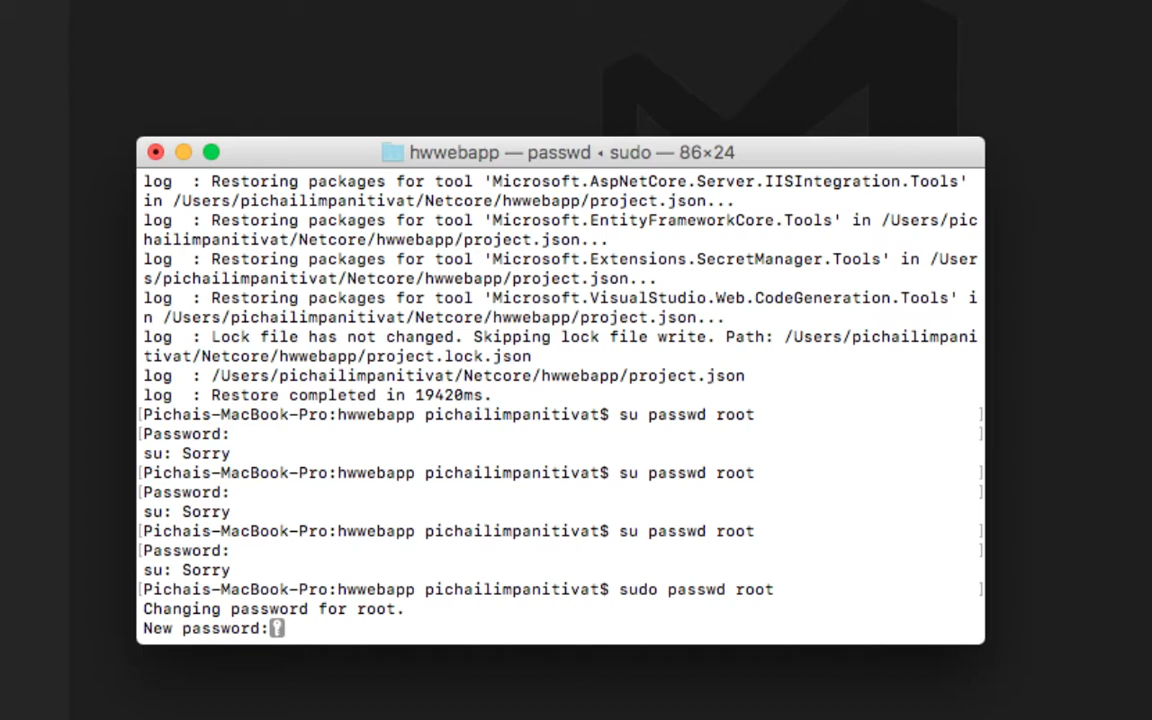 hwwebapp — passwd ◂ sudo — 86×24
log  : Restoring packages for tool 'Microsoft.AspNetCore.Server.IISIntegration.Tools'
in /Users/pichailimpanitivat/Netcore/hwwebapp/project.json...
log  : Restoring packages for tool 'Microsoft.EntityFrameworkCore.Tools' in /Users/pic
hailimpanitivat/Netcore/hwwebapp/project.json...
log  : Restoring packages for tool 'Microsoft.Extensions.SecretManager.Tools' in /User
s/pichailimpanitivat/Netcore/hwwebapp/project.json...
log  : Restoring packages for tool 'Microsoft.VisualStudio.Web.CodeGeneration.Tools' i
n /Users/pichailimpanitivat/Netcore/hwwebapp/project.json...
log  : Lock file has not changed. Skipping lock file write. Path: /Users/pichailimpani
tivat/Netcore/hwwebapp/project.lock.json
log  : /Users/pichailimpanitivat/Netcore/hwwebapp/project.json
log  : Restore completed in 19420ms.
[Pichais-MacBook-Pro:hwwebapp pichailimpanitivat$ su passwd root ]
[Password: ]
su: Sorry
[Pichais-MacBook-Pro:hwwebapp pichailimpanitivat$ su passwd root ]
[Password: ]
su: Sorry
[Pichais-MacBook-Pro:hwwebapp pichailimpanitivat$ su passwd root ]
[Password: ]
su: Sorry
[Pichais-MacBook-Pro:hwwebapp pichailimpanitivat$ sudo passwd root ]
Changing password for root.
New password: